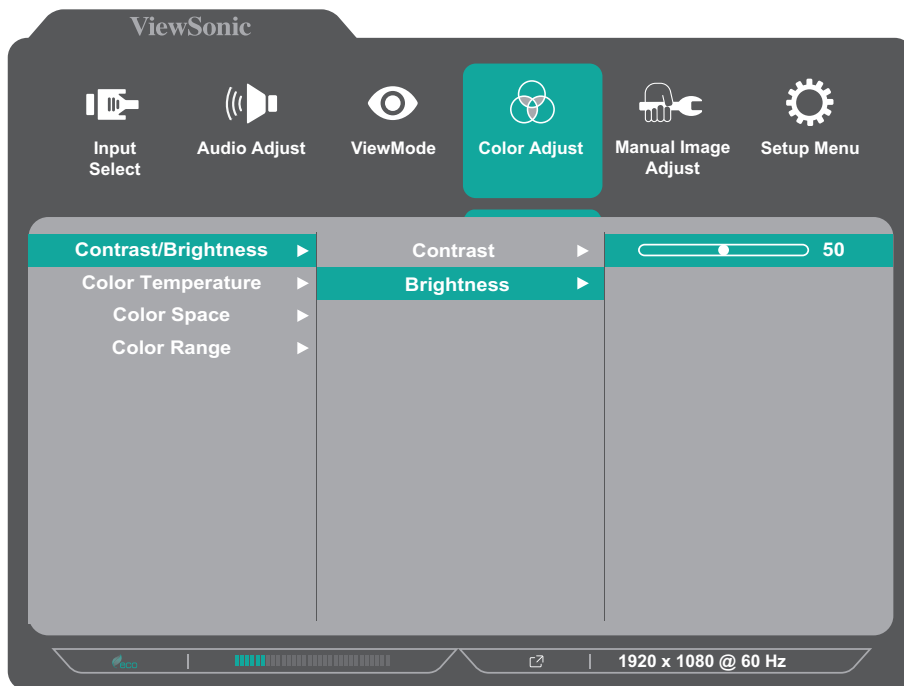 ViewSonic
Input Select
Audio Adjust
ViewMode
Color Adjust
Manual Image Adjust
Setup Menu
Contrast/Brightness
Contrast
50
Color Temperature
Brightness
Color Space
Color Range
eco
1920 x 1080 @ 60 Hz